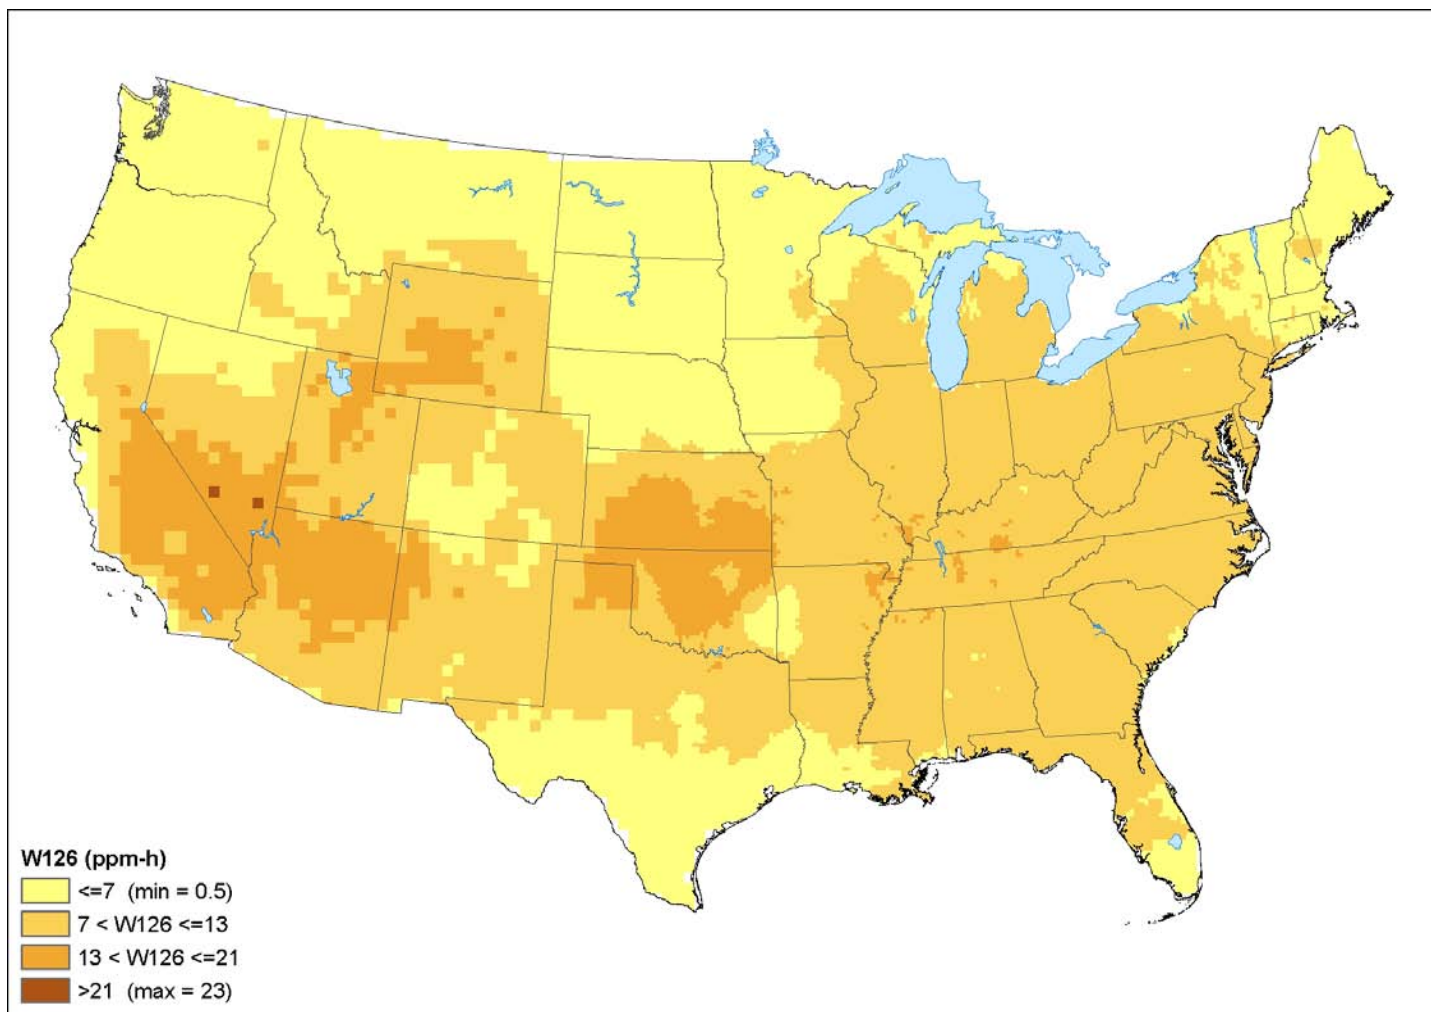 W126 (ppm-h)
<=7 (min = 0.5)
7 < W126 <=13
13 < W126 <=21
>21 (max = 23)